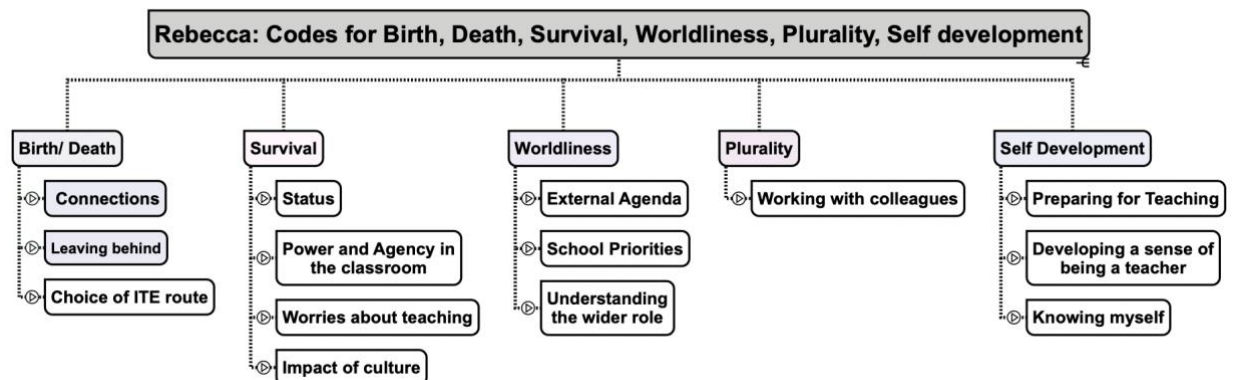 Rebecca: Codes for Birth, Death, Survival, Worldliness, Plurality, Self development
Birth/ Death
Connections
Leaving behind
Choice of ITE route
Survival
Status
Power and Agency in
the classroom
Worries about teaching
Impact of culture
Worldliness
External Agenda
School Priorities
Understanding
the wider role
Plurality
Working with colleagues
Self Development
Preparing for Teaching
Developing a sense of
being a teacher
Knowing myself